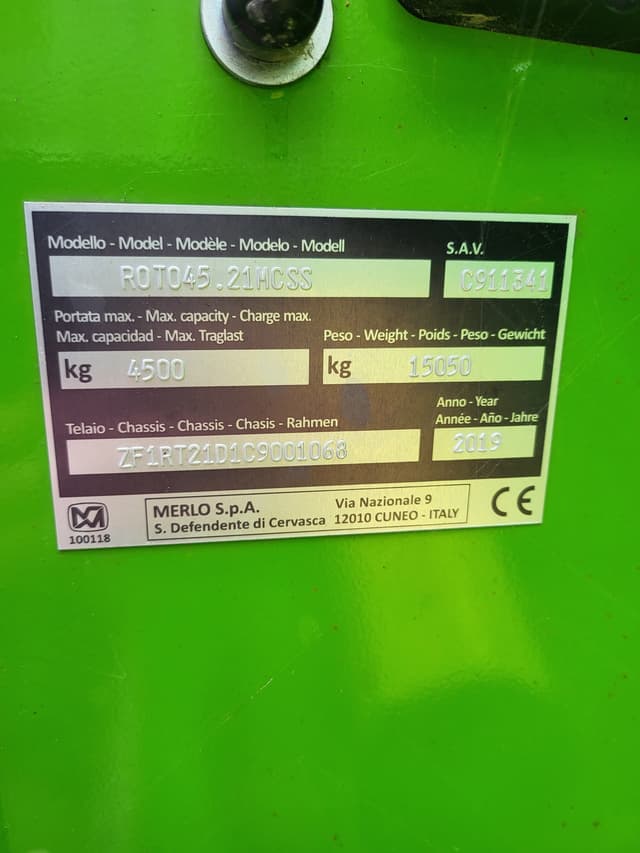 Modello - Model - Modèle - Modelo - Modell S.A.V.
ROTO45.21MCSS C911341
Portata max. - Max. capacity - Charge max.
Max. capacidad - Max. Traglast Peso - Weight - Poids - Peso - Gewicht
kg 4500 kg 15050
Anno - Year
Telaio - Chassis - Chassis - Chasis - Rahmen Année - Año - Jahre
ZF1RT21D1C9001068 2019
MERLO S.p.A. Via Nazionale 9
S. Defendente di Cervasca 12010 CUNEO - ITALY
CE
100118